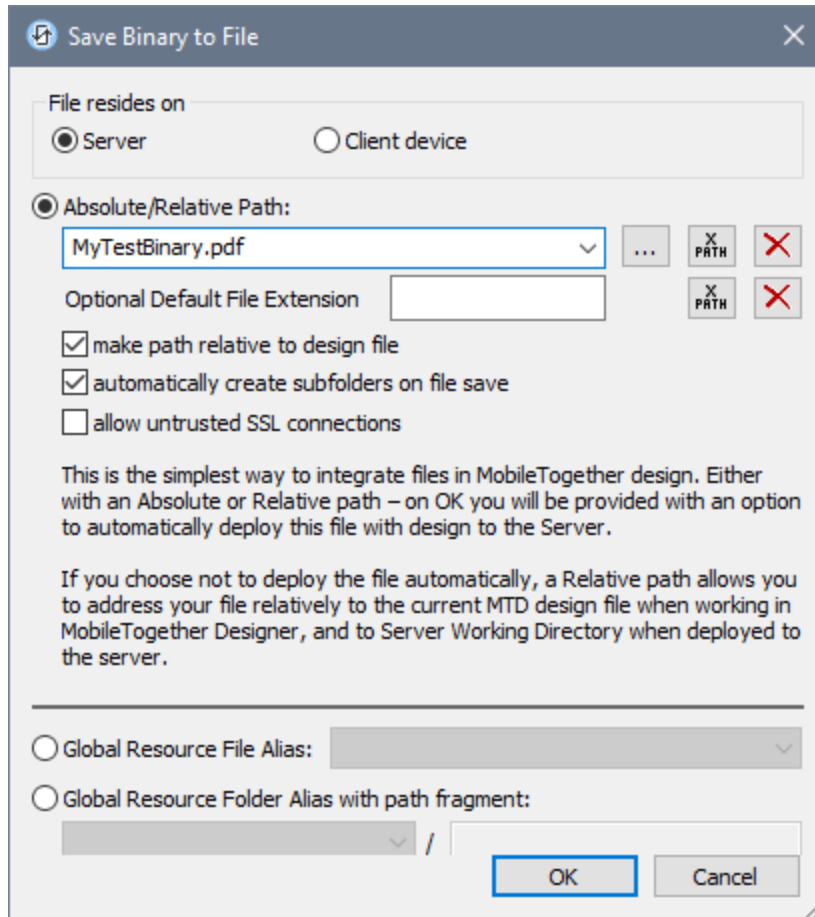 Save Binary to File
File resides on
Server
Client device
Absolute/Relative Path:
MyTestBinary.pdf
...
X
PATH
Optional Default File Extension
X
PATH
make path relative to design file
automatically create subfolders on file save
allow untrusted SSL connections
This is the simplest way to integrate files in MobileTogether design. Either
with an Absolute or Relative path – on OK you will be provided with an option
to automatically deploy this file with design to the Server.
If you choose not to deploy the file automatically, a Relative path allows you
to address your file relatively to the current MTD design file when working in
MobileTogether Designer, and to Server Working Directory when deployed to
the server.
Global Resource File Alias:
Global Resource Folder Alias with path fragment:
/
OK
Cancel